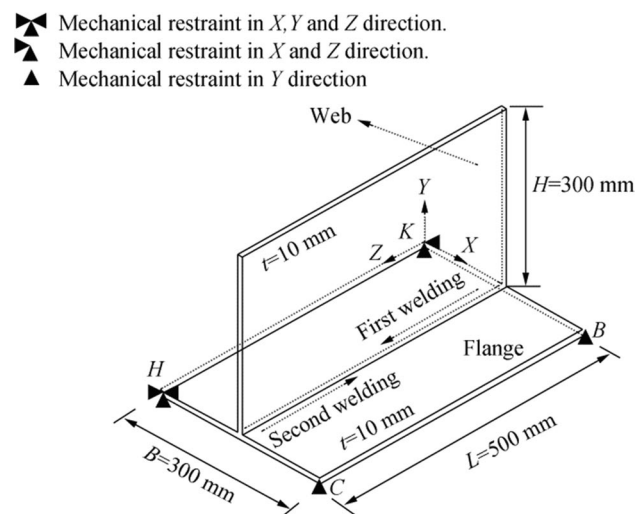 Mechanical restraint in X,Y and Z direction.
Mechanical restraint in X and Z direction.
Mechanical restraint in Y direction
Web
H=300 mm
Y
t=10 mm
K
X
Z
First welding
B
Flange
H
Second welding
t=10 mm
B=300 mm
L=500 mm
C